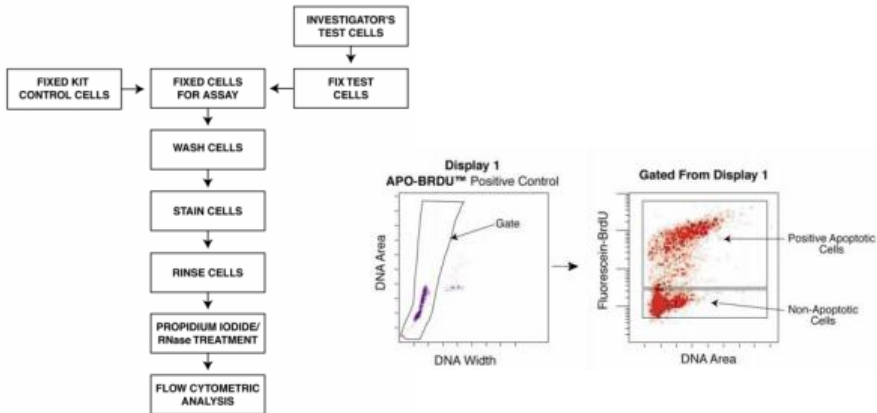 INVESTIGATOR'S
TEST CELLS
FIXED KIT
CONTROL CELLS
FIXED CELLS
FOR ASSAY
FIX TEST
CELLS
WASH CELLS
STAIN CELLS
RINSE CELLS
PROPIDIUM IODIDE/
RNase TREATMENT
FLOW CYTOMETRIC
ANALYSIS
Display 1
APO-BRDU™ Positive Control
Gate
DNA Area
DNA Width
Gated From Display 1
Fluorescein-BrdU
Positive Apoptotic
Cells
Non-Apoptotic
Cells
DNA Area